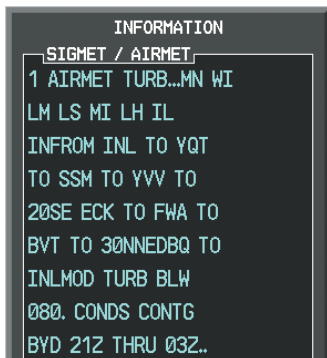 INFORMATION
SIGMET / AIRMET
1 AIRMET TURB...MN WI
LM LS MI LH IL
INFROM INL TO YQT
TO SSM TO YVV TO
20SE ECK TO FWA TO
BVT TO 30NNEDBQ TO
INLMOD TURB BLW
080. CONDS CONTG
BYD 21Z THRU 03Z..